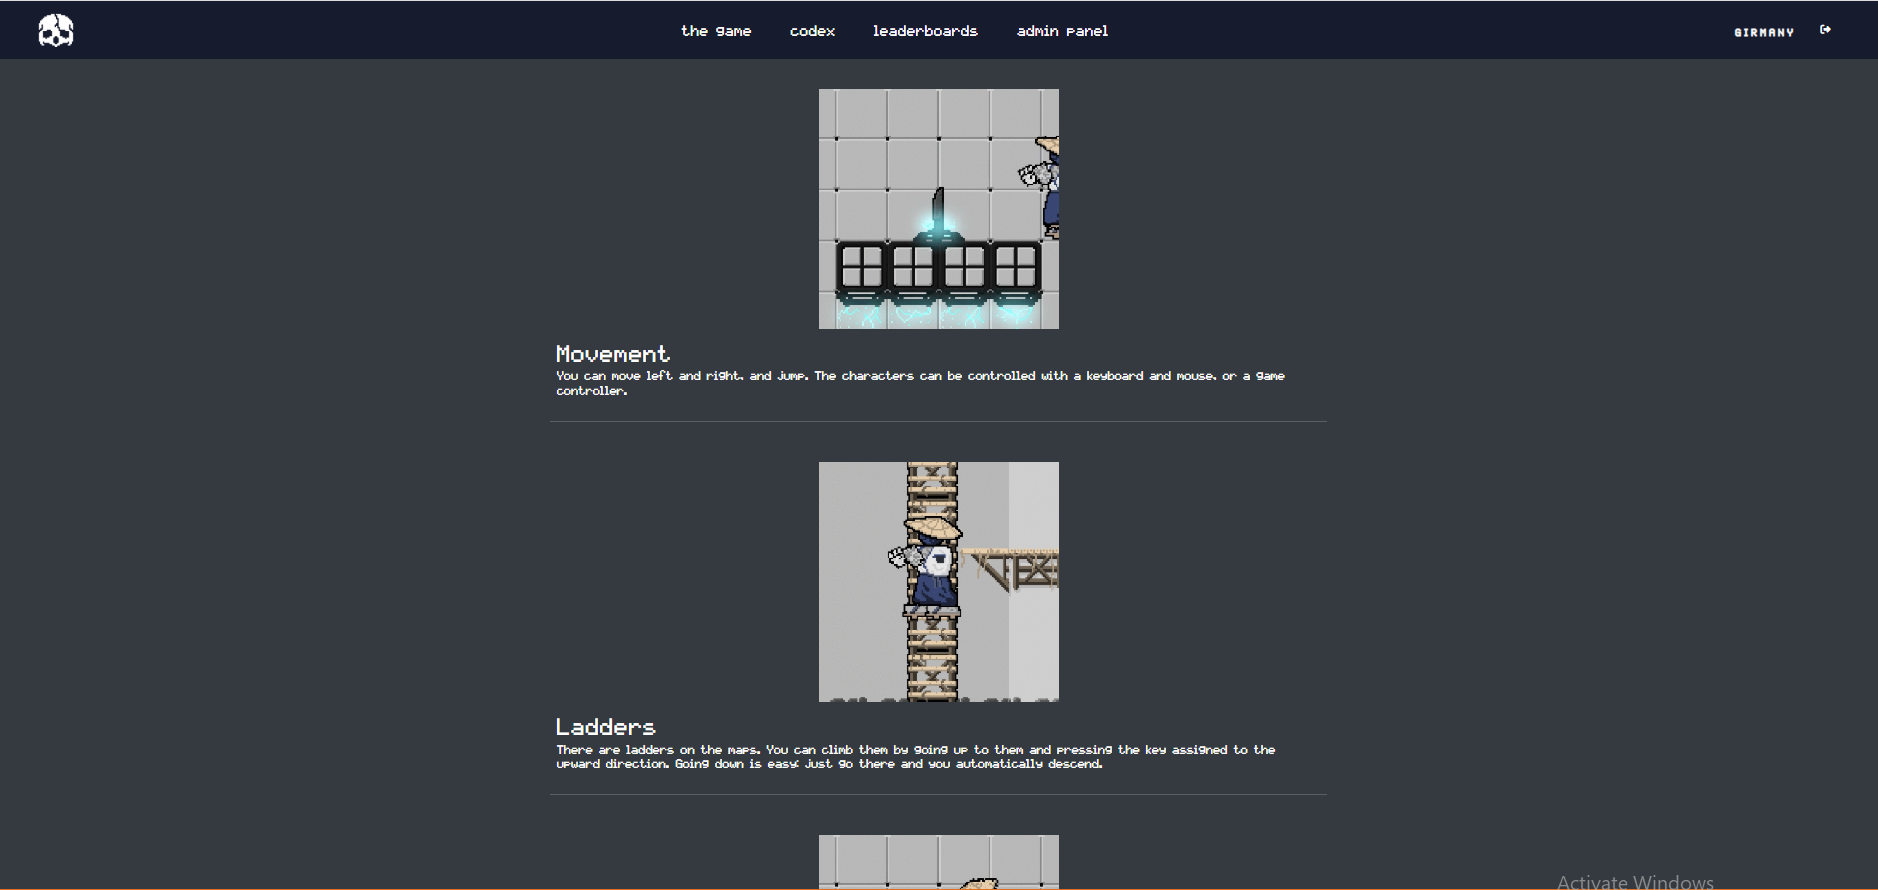 the game codex leaderboards admin panel GIRMANY
Movement
You can move left and right, and jump. The characters can be controlled with a keyboard and mouse, or a game
controller.
Ladders
There are ladders on the maps. You can climb them by going up to them and pressing the key assigned to the
upward direction. Going down is easy: Just go there and you automatically descend.
Activate Windows